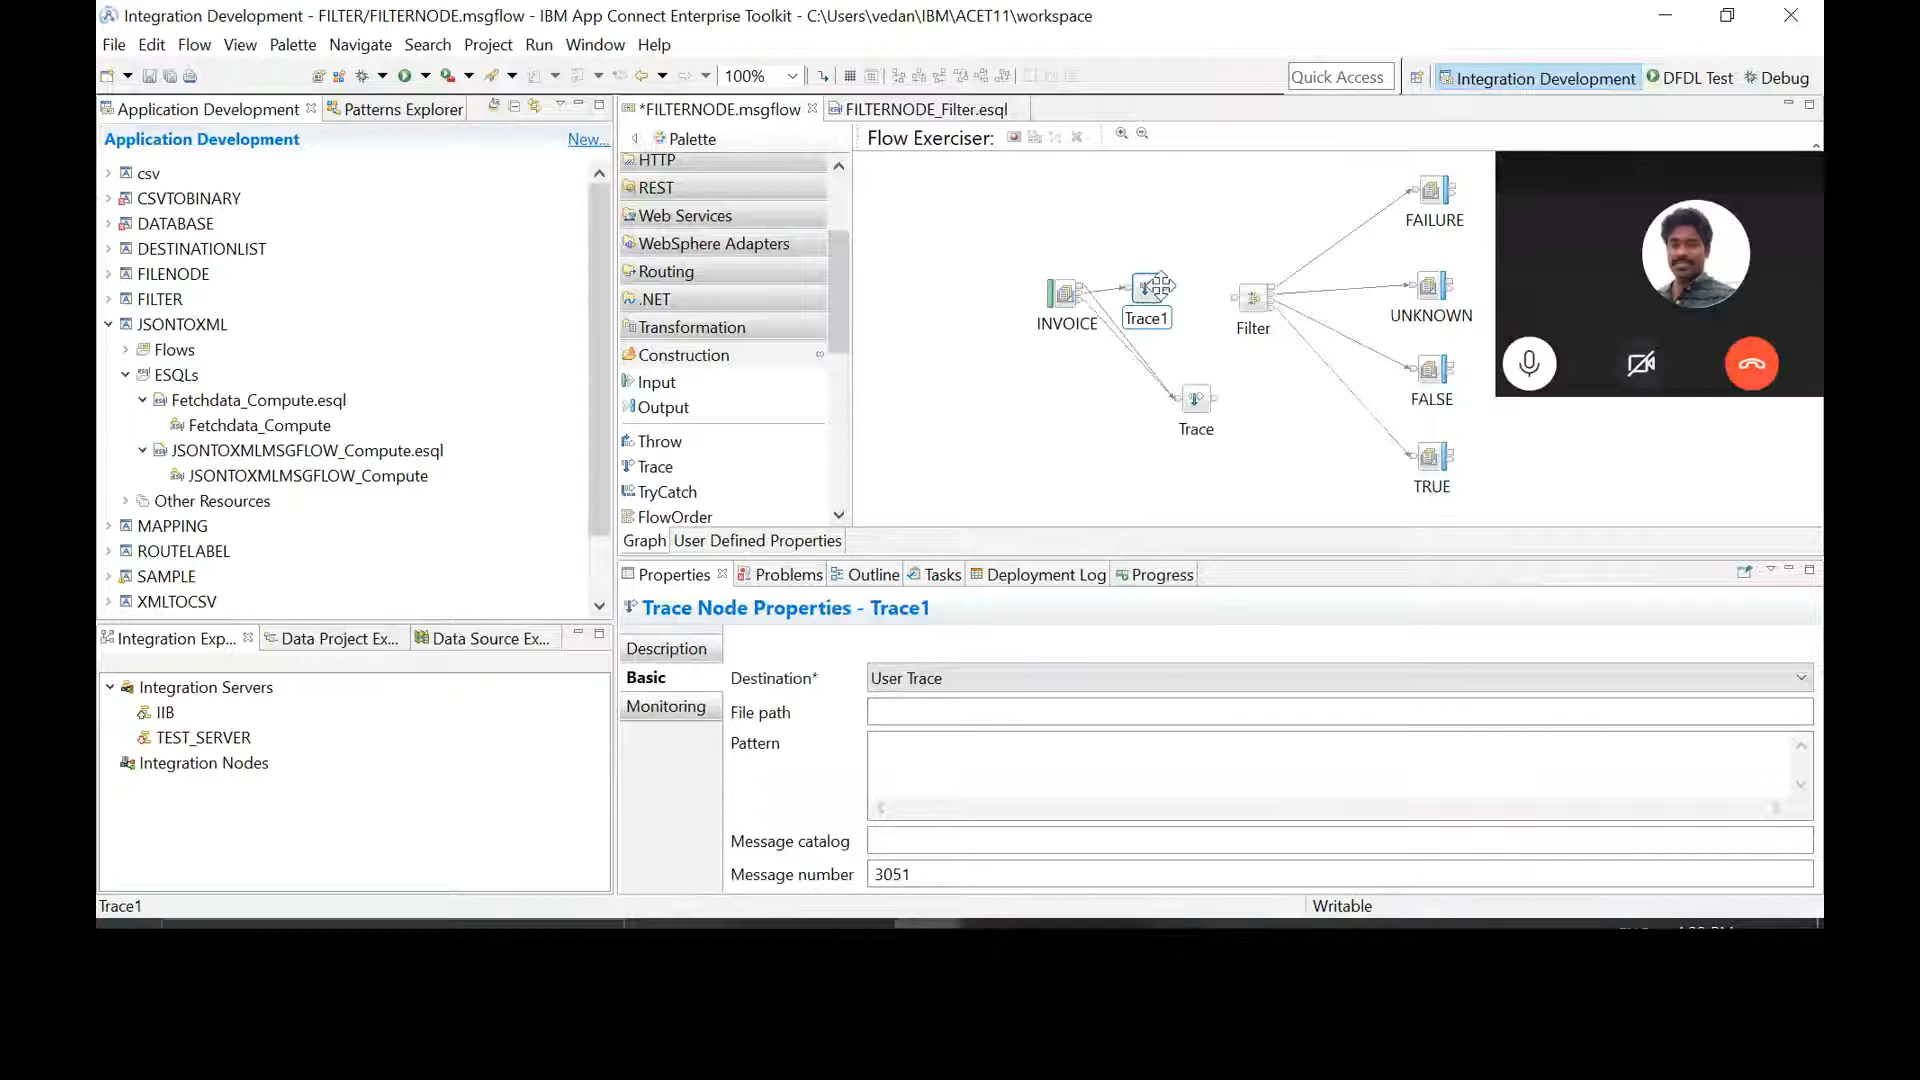 Integration Development - FILTER/FILTERNODE.msgflow - IBM App Connect Enterprise Toolkit - C:\Users\vedan\IBM\ACET11\workspace
File Edit Flow View Palette Navigate Search Project Run Window Help
100%
Quick Access
Integration Development
DFDL Test
Debug
Application Development
Patterns Explorer
*FILTERNODE.msgflow
FILTERNODE_Filter.esql
Application Development
New...
Palette
Flow Exerciser:
csv
CSVTOBINARY
DATABASE
DESTINATIONLIST
FILENODE
FILTER
JSONTOXML
Flows
ESQLs
Fetchdata_Compute.esql
Fetchdata_Compute
JSONTOXMLMSGFLOW_Compute.esql
JSONTOXMLMSGFLOW_Compute
Other Resources
MAPPING
ROUTELABEL
SAMPLE
XMLTOCSV
HTTP
REST
Web Services
WebSphere Adapters
Routing
.NET
Transformation
Construction
Input
Output
Throw
Trace
TryCatch
FlowOrder
Graph
User Defined Properties
INVOICE
Trace1
Trace
Filter
FAILURE
UNKNOWN
FALSE
TRUE
Integration Exp...
Data Project Ex...
Data Source Ex...
Integration Servers
IIB
TEST_SERVER
Integration Nodes
Properties
Problems
Outline
Tasks
Deployment Log
Progress
Trace Node Properties - Trace1
Description
Basic
Monitoring
Destination*
User Trace
File path
Pattern
Message catalog
Message number
3051
Trace1
Writable